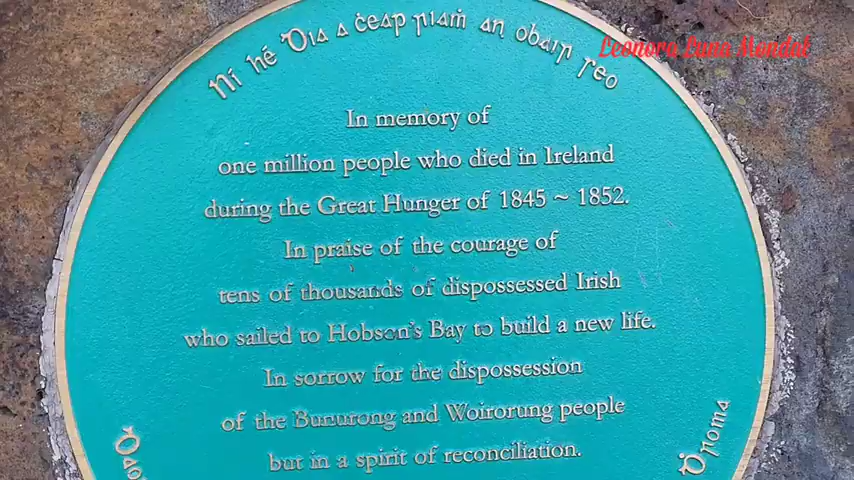 Ní hé Dia a ċeap riaṁ an obair seo
Leonora Luna Mondal
In memory of
one million people who died in Ireland
during the Great Hunger of 1845 ~ 1852.
In praise of the courage of
tens of thousands of dispossessed Irish
who sailed to Hobson's Bay to build a new life.
In sorrow for the dispossession
of the Bunurong and Woirorung people
but in a spirit of reconciliation.